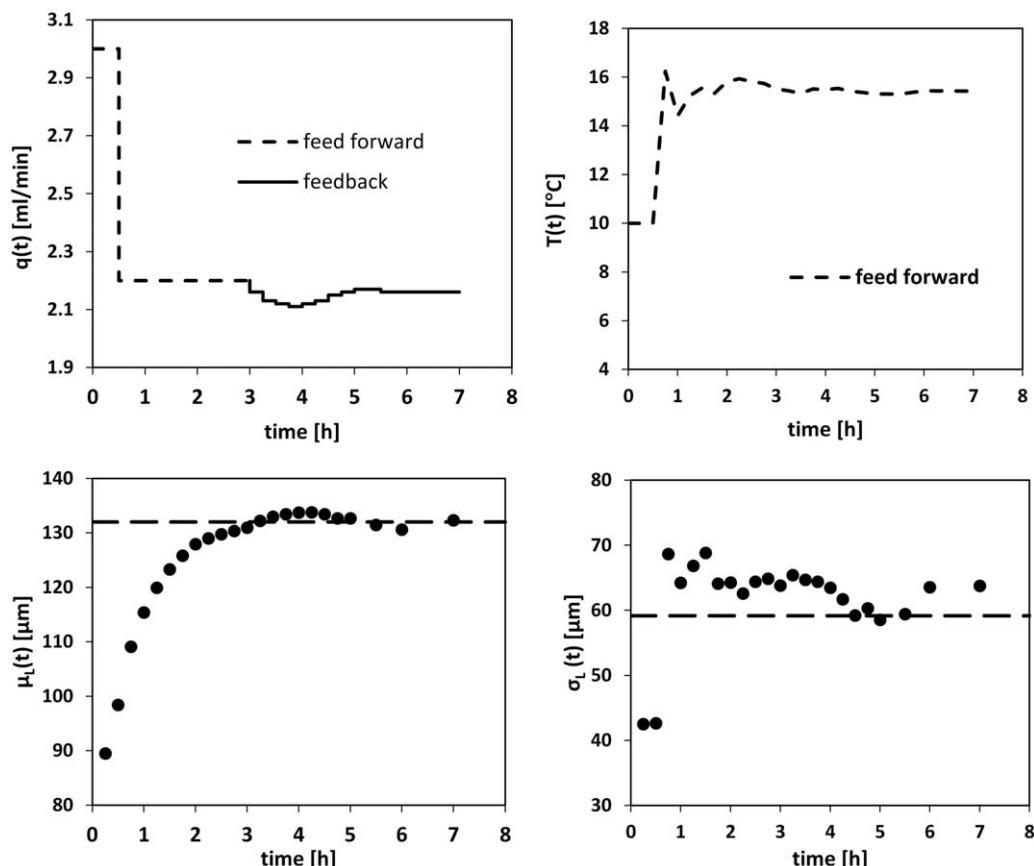 3.1
2.9
2.7
2.5
2.3
2.1
1.9
q(t) [ml/min]
feed forward
feedback
0 1 2 3 4 5 6 7 8
time [h]
18
16
14
12
10
8
6
4
T(t) [°C]
feed forward
0 1 2 3 4 5 6 7 8
time [h]
140
130
120
110
100
90
80
μL(t) [μm]
0 1 2 3 4 5 6 7 8
time [h]
80
70
60
50
40
30
σL (t) [μm]
0 1 2 3 4 5 6 7 8
time [h]